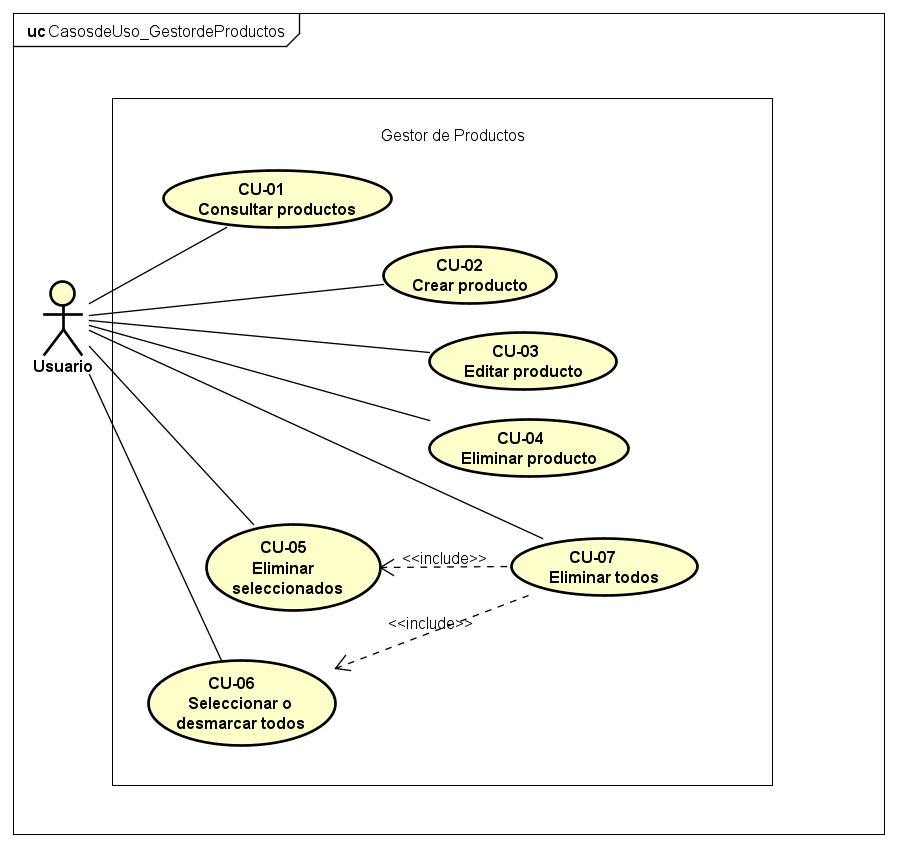 uc CasosdeUso_GestordeProductos
Gestor de Productos
CU-01
Consultar productos
CU-02
Crear producto
CU-03
Editar producto
Usuario
CU-04
Eliminar producto
CU-05
Eliminar
seleccionados
<<include>>
CU-07
Eliminar todos
<<include>>
CU-06
Seleccionar o
desmarcar todos